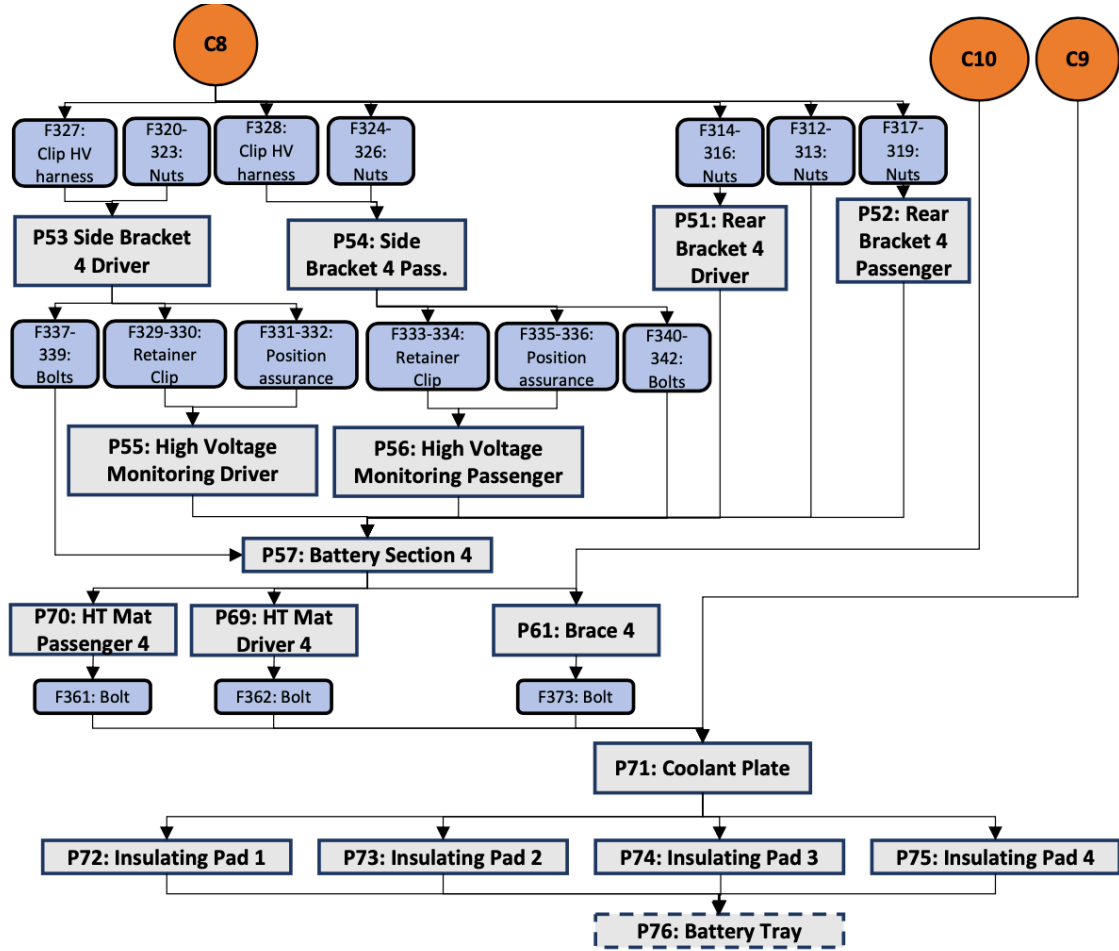 C8
C10
C9
F327:
Clip HV
harness
F320-
323:
Nuts
F328:
Clip HV
harness
F324-
326:
Nuts
F314-
316:
Nuts
F312-
313:
Nuts
F317-
319:
Nuts
P53 Side Bracket
4 Driver
P54: Side
Bracket 4 Pass.
P51: Rear
Bracket 4
Driver
P52: Rear
Bracket 4
Passenger
F337-
339:
Bolts
F329-330:
Retainer
Clip
F331-332:
Position
assurance
F333-334:
Retainer
Clip
F335-336:
Position
assurance
F340-
342:
Bolts
P55: High Voltage
Monitoring Driver
P56: High Voltage
Monitoring Passenger
P57: Battery Section 4
P70: HT Mat
Passenger 4
P69: HT Mat
Driver 4
P61: Brace 4
F361: Bolt
F362: Bolt
F373: Bolt
P71: Coolant Plate
P72: Insulating Pad 1
P73: Insulating Pad 2
P74: Insulating Pad 3
P75: Insulating Pad 4
P76: Battery Tray